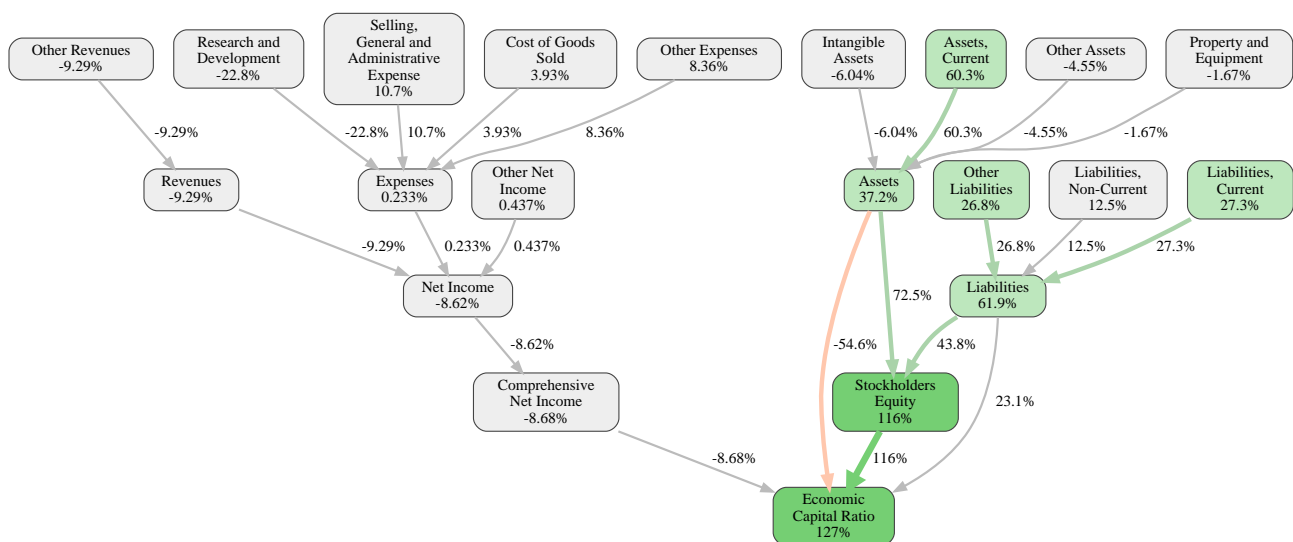 Other Revenues
-9.29%
Research and
Development
-22.8%
Selling,
General and
Administrative
Expense
10.7%
Cost of Goods
Sold
3.93%
Other Expenses
8.36%
Intangible
Assets
-6.04%
Assets,
Current
60.3%
Other Assets
-4.55%
Property and
Equipment
-1.67%
-9.29%
-22.8%
10.7%
3.93%
8.36%
-6.04%
60.3%
-4.55%
-1.67%
Revenues
-9.29%
Expenses
0.233%
Other Net
Income
0.437%
Assets
37.2%
Other
Liabilities
26.8%
Liabilities,
Non-Current
12.5%
Liabilities,
Current
27.3%
-9.29%
0.233%
0.437%
26.8%
12.5%
27.3%
Net Income
-8.62%
Liabilities
61.9%
72.5%
-8.62%
-54.6%
43.8%
Comprehensive
Net Income
-8.68%
Stockholders
Equity
116%
23.1%
-8.68%
116%
Economic
Capital Ratio
127%